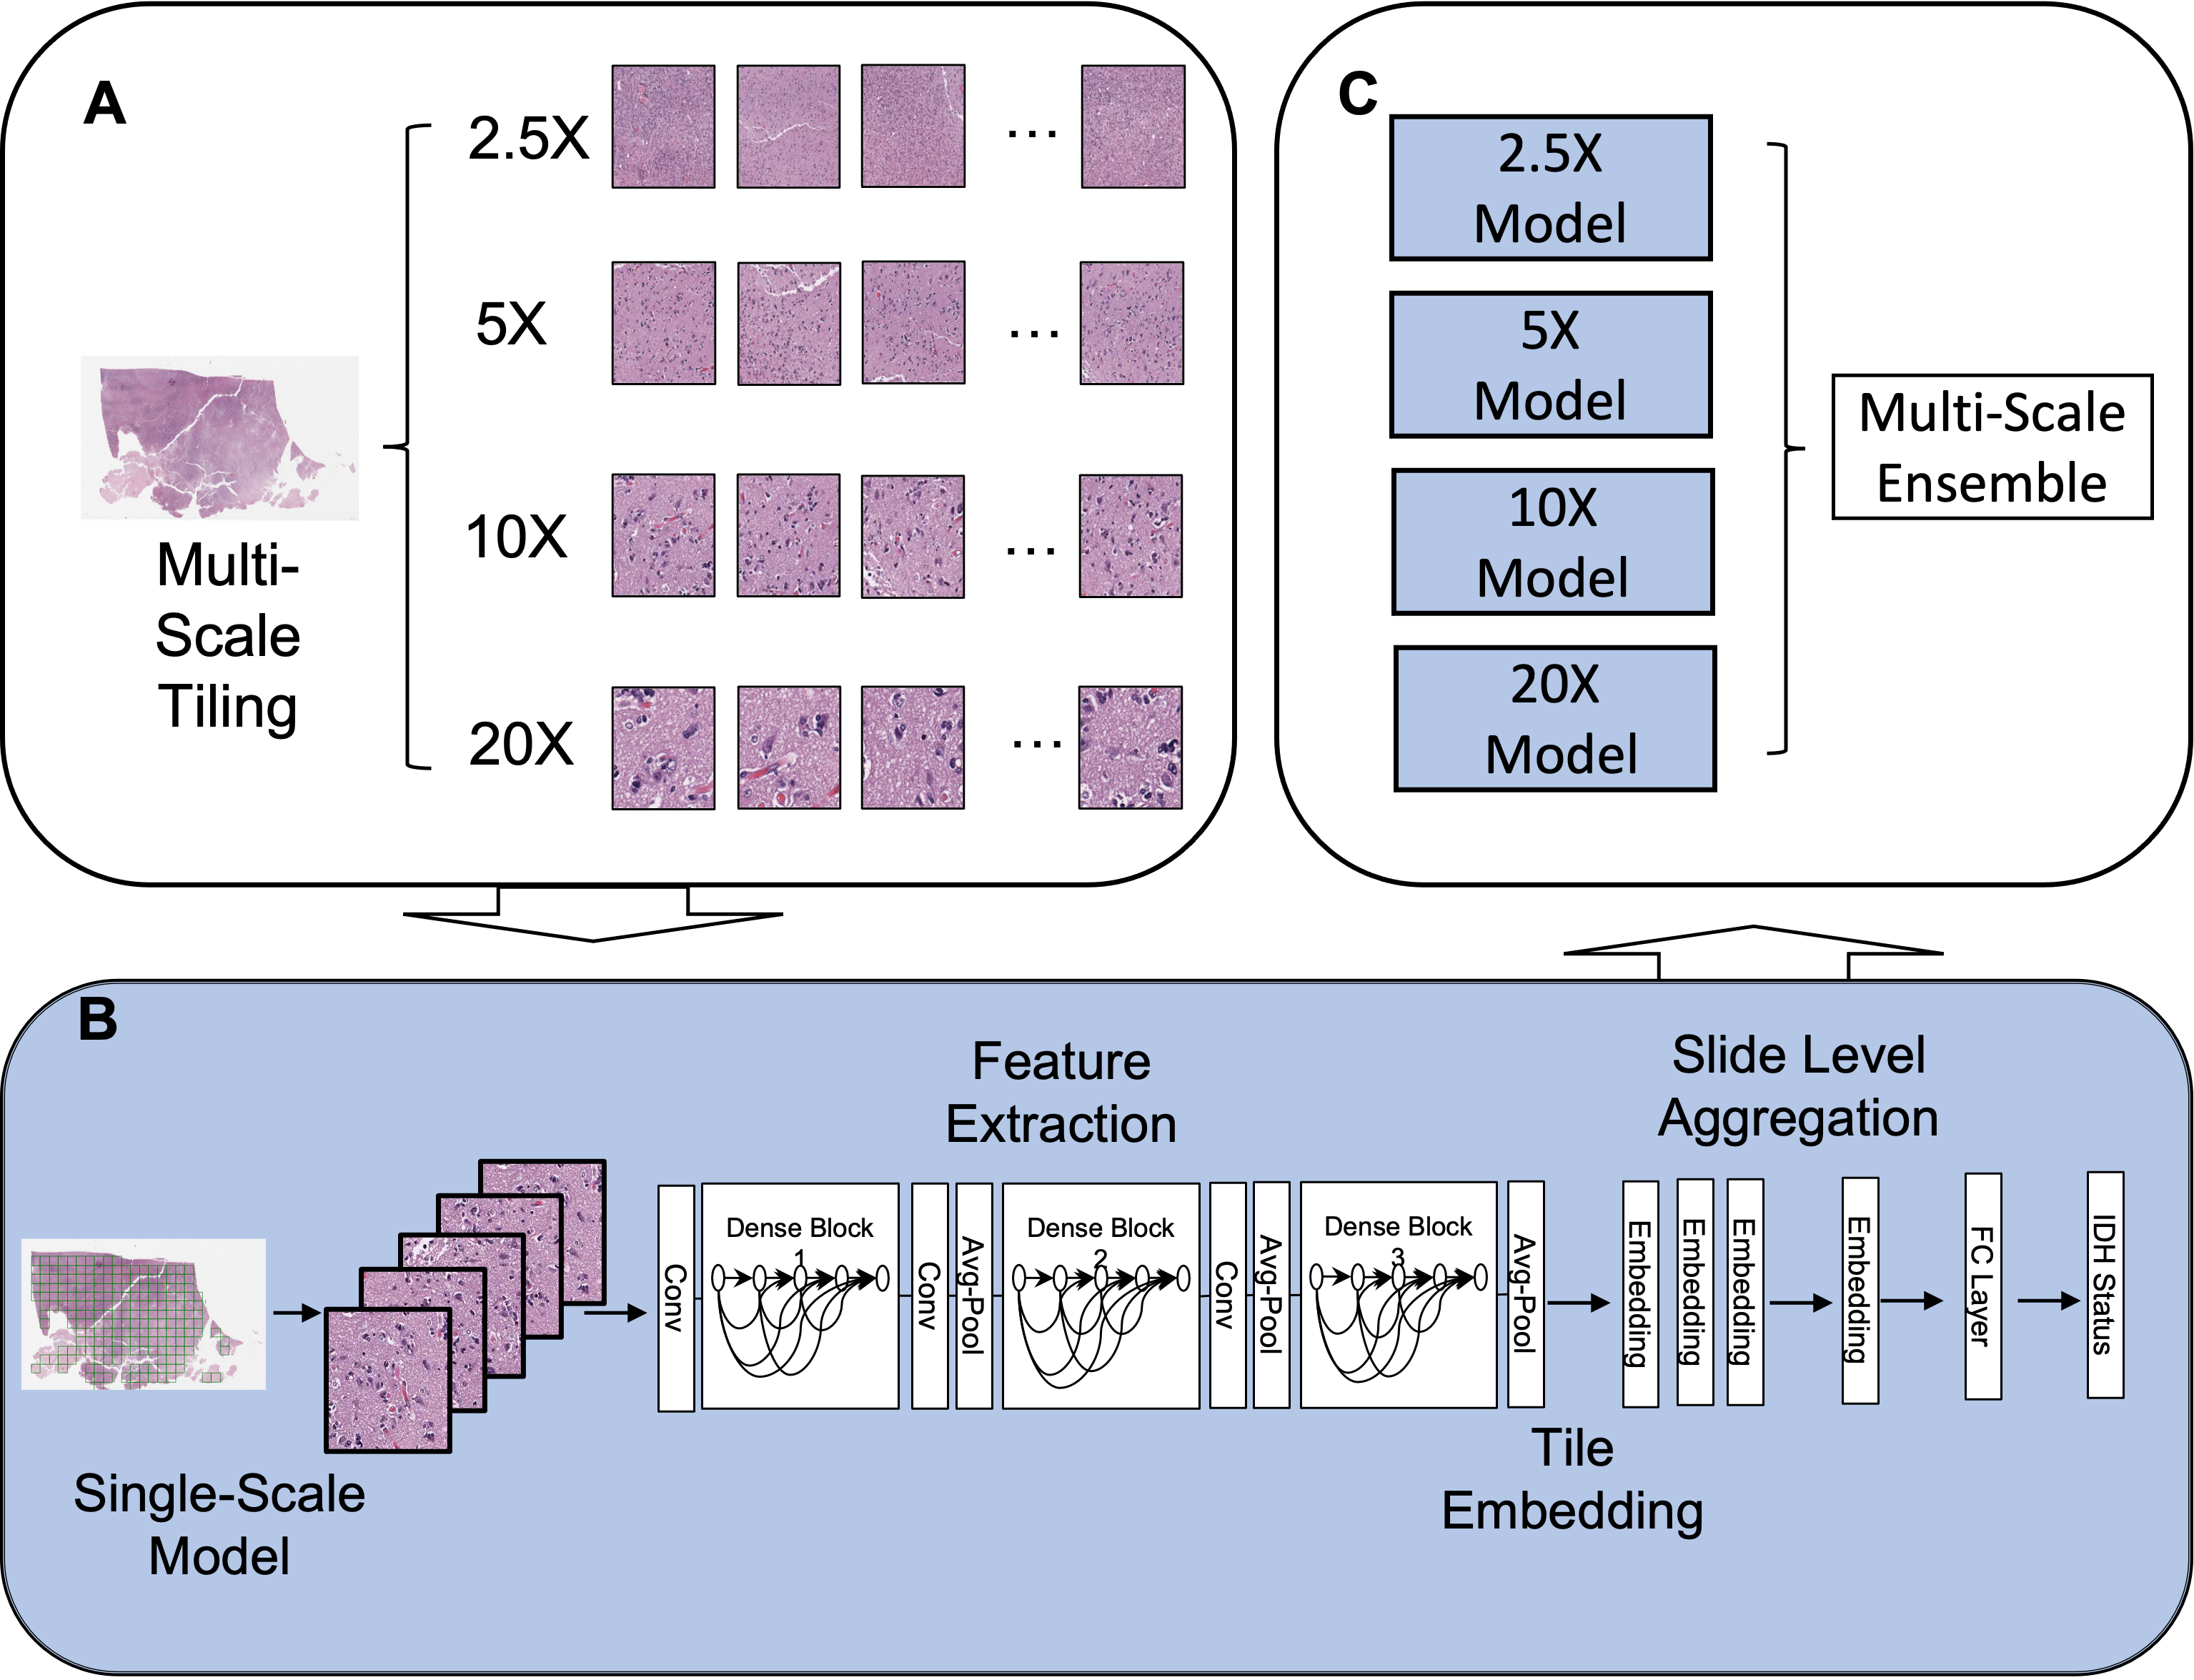 A
2.5X
...
5X
...
10X
...
20X
...
Multi-
Scale
Tiling
C
2.5X
Model
5X
Model
10X
Model
20X
Model
Multi-Scale
Ensemble
B
Feature
Extraction
Slide Level
Aggregation
Single-Scale
Model
Conv
Dense Block
1
Conv
Avg-Pool
Dense Block
2
Conv
Avg-Pool
Dense Block
3
Avg-Pool
Tile
Embedding
Embedding
Embedding
Embedding
Embedding
FC Layer
IDH Status